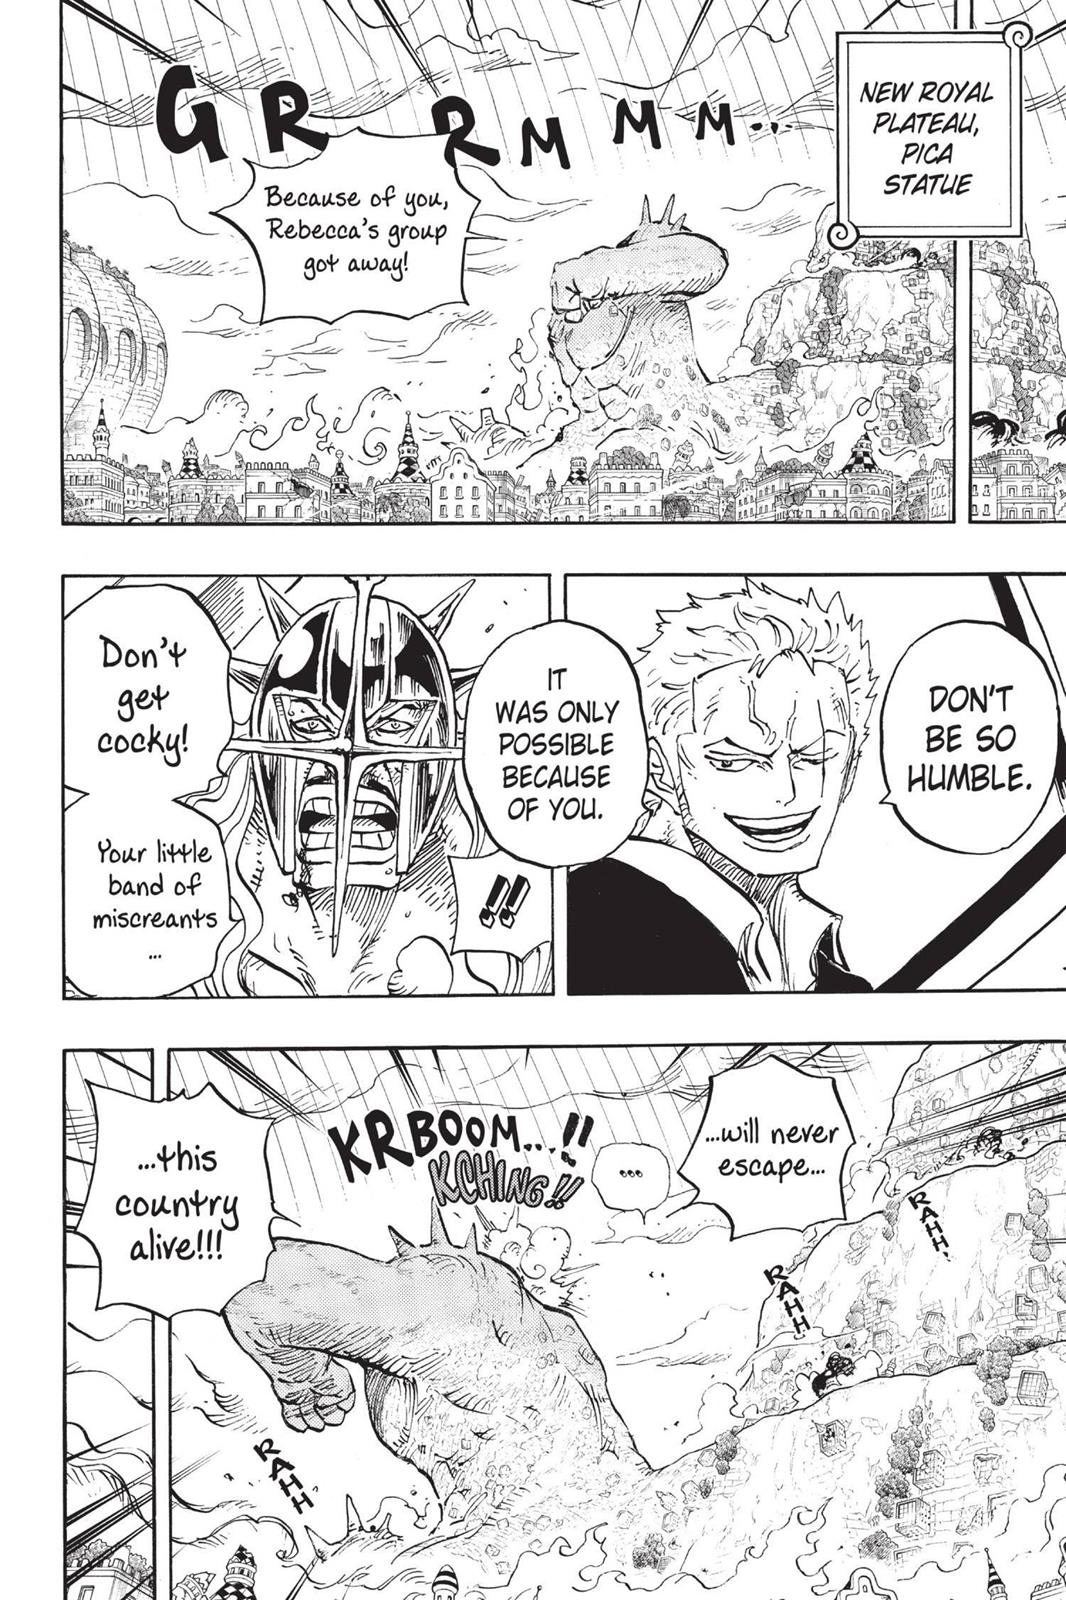 NEW ROYAL
PLATEAU,
PICA
STATUE
GRRMMM...
Because of you,
Rebecca's group
got away!
DON'T
BE SO
HUMBLE.
IT
WAS ONLY
POSSIBLE
BECAUSE
OF YOU.
!!
Don't
get
cocky!
Your little
band of
miscreants
...
...will never
escape...
...
RAHH!
RAHH!
KRBOOM...!!
KCHING!!
...this
country
alive!!!
RAHH!